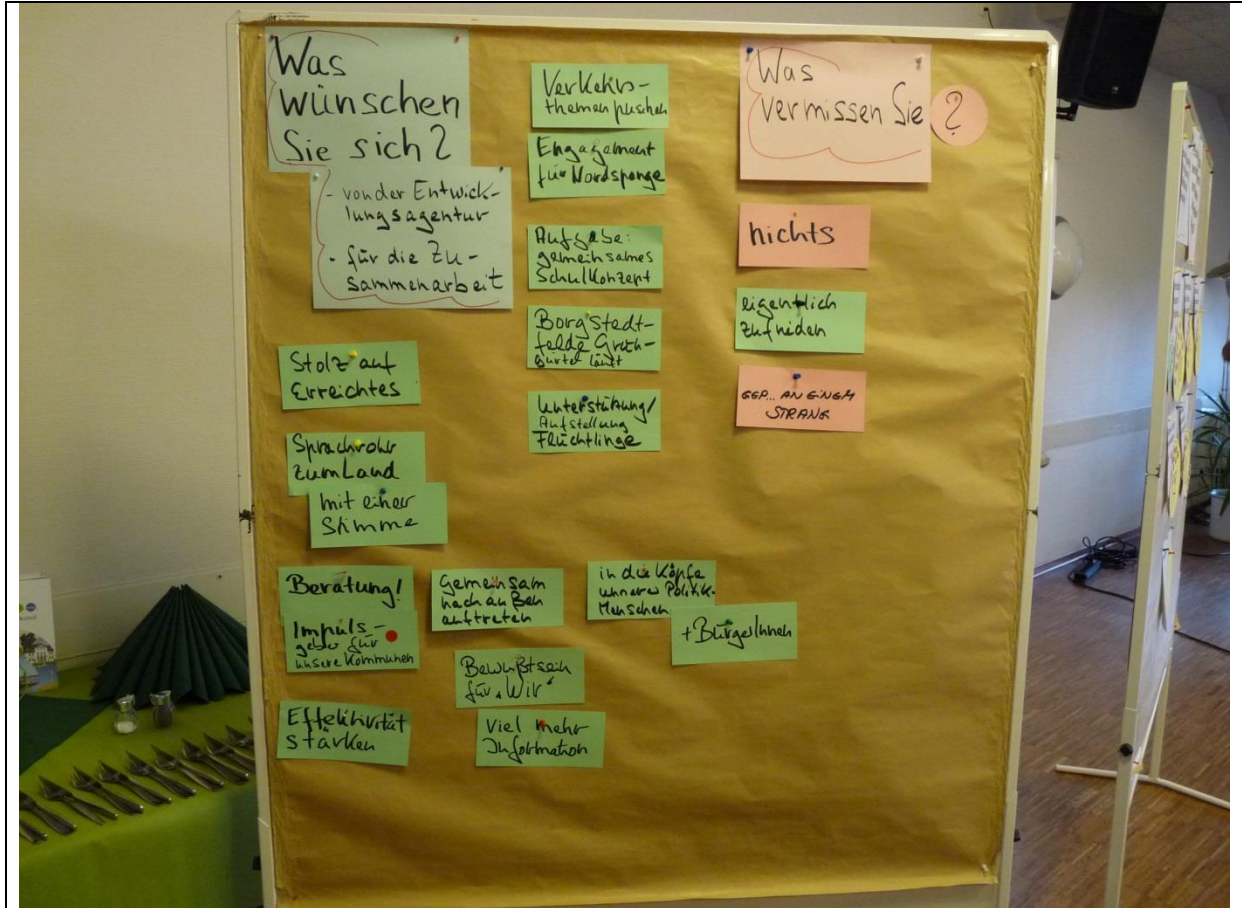 Was
wünschen
Sie sich?
- von der Entwick-
lungsagentur
- für die Zu-
sammenarbeit
Stolz auf
Erreichtes
Sprachrohr
zum Land
mit einer
Stimme
Beratung!
Impuls-
geber für
unsere Kommunen
Effektivität
stärken
Gemeinsam
nach außen
auftreten
Bewußtsein
für "Wir"
Viel mehr
Information
in die Köpfe
unserer Politik-
Menschen
+ BürgerInnen
Verkehrs-
themen pushen
Engagement
für Nordspange
Aufgabe:
gemeinsames
Schulkonzept
Borgstedt-
felde Grün-
gürtel läuft
Unterstützung/
Aufstellung
Flüchtlinge
Was
vermissen Sie ?
nichts
eigentlich
zufrieden
GEP... AN EINEM
STRANG